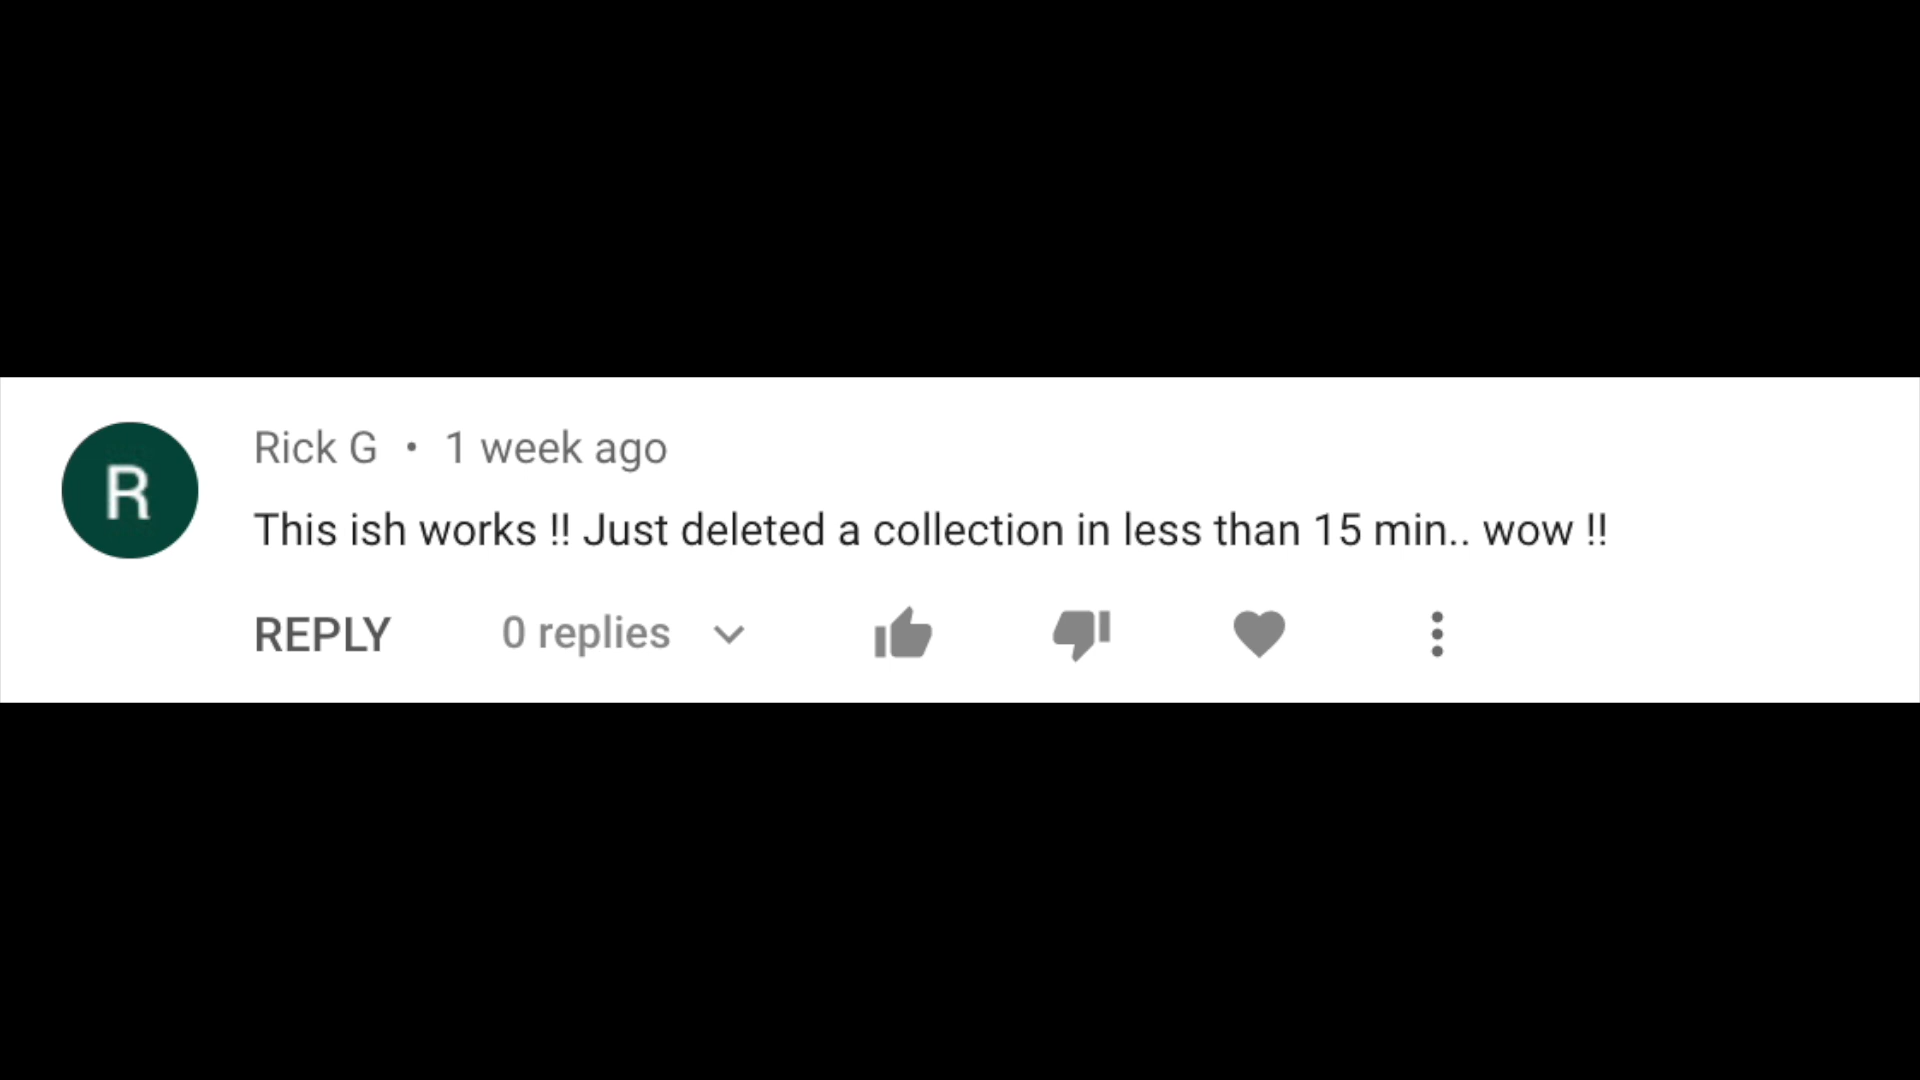 R
Rick G • 1 week ago
This ish works !! Just deleted a collection in less than 15 min.. wow !!
REPLY 0 replies